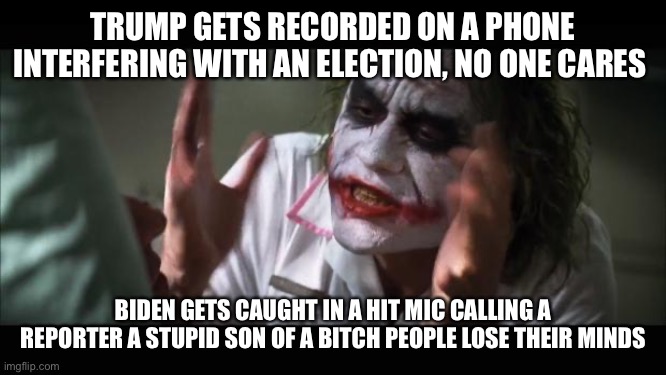 TRUMP GETS RECORDED ON A PHONE
INTERFERING WITH AN ELECTION, NO ONE CARES
BIDEN GETS CAUGHT IN A HIT MIC CALLING A
REPORTER A STUPID SON OF A BITCH PEOPLE LOSE THEIR MINDS
imgflip.com